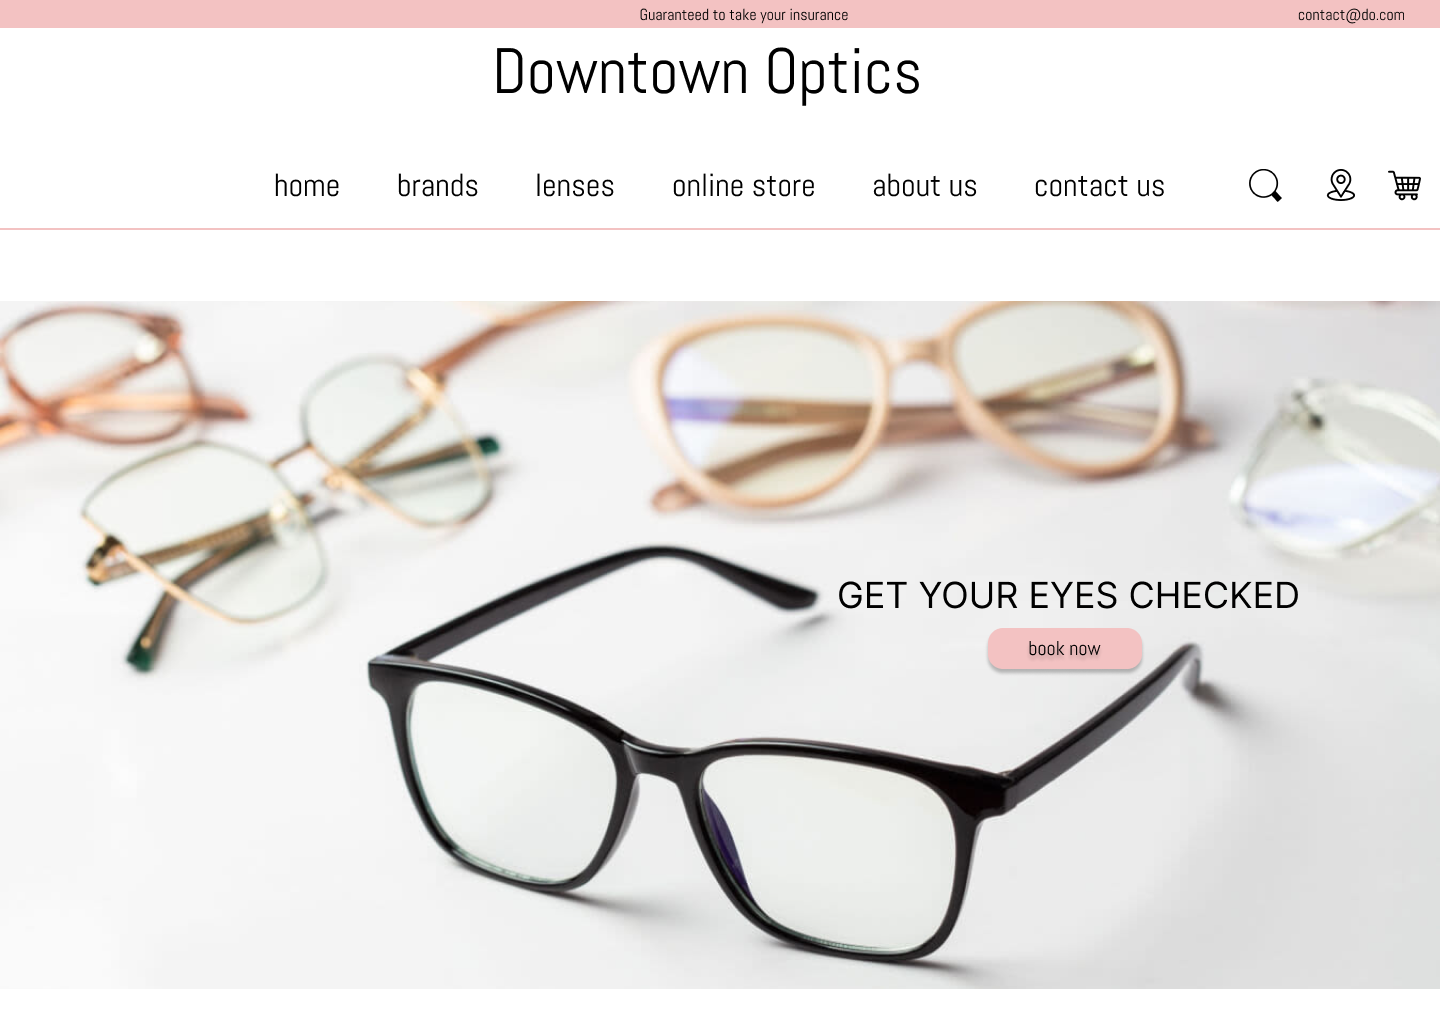 Guaranteed to take your insurance
contact@do.com
Downtown Optics
home
brands
lenses
online store
about us
contact us
GET YOUR EYES CHECKED
book now